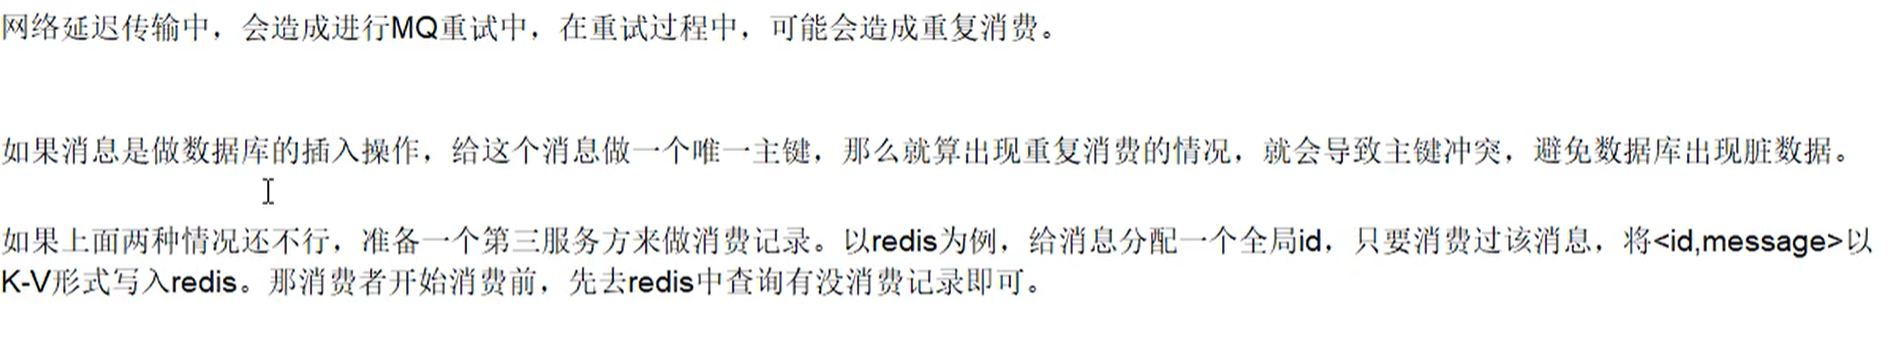 网络延迟传输中，会造成进行MQ重试中，在重试过程中，可能会造成重复消费。
如果消息是做数据库的插入操作，给这个消息做一个唯一主键，那么就算出现重复消费的情况，就会导致主键冲突，避免数据库出现脏数据。
如果上面两种情况还不行，准备一个第三服务方来做消费记录。以redis为例，给消息分配一个全局id，只要消费过该消息，将<id,message>以
K-V形式写入redis。那消费者开始消费前，先去redis中查询有没消费记录即可。